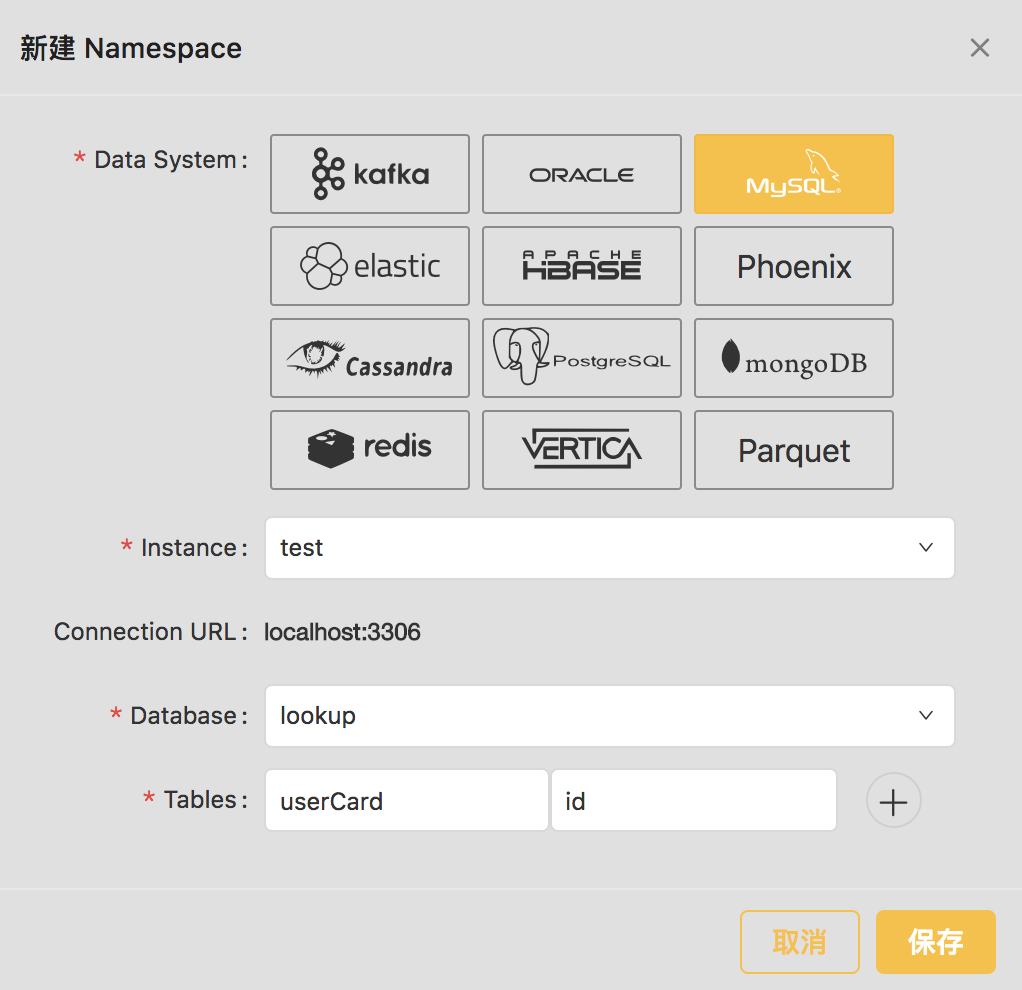 新建 Namespace
* Data System :
kafka
ORACLE
MySQL®
elastic
APACHE
HBASE
Phoenix
Cassandra
PostgreSQL
mongoDB
redis
VERTICA
Parquet
* Instance : test
Connection URL : localhost:3306
* Database : lookup
* Tables : userCard id
取消 保存